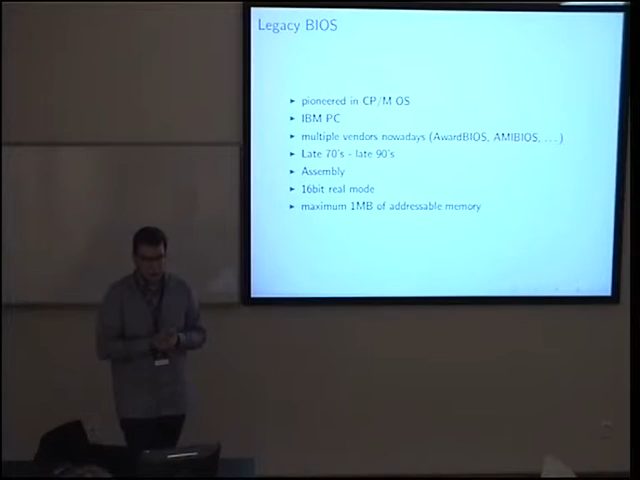 Legacy BIOS
▶ pioneered in CP/M OS
▶ IBM PC
▶ multiple vendors nowadays (AwardBIOS, AMIBIOS, ...)
▶ Late 70's - late 90's
▶ Assembly
▶ 16bit real mode
▶ maximum 1MB of addressable memory